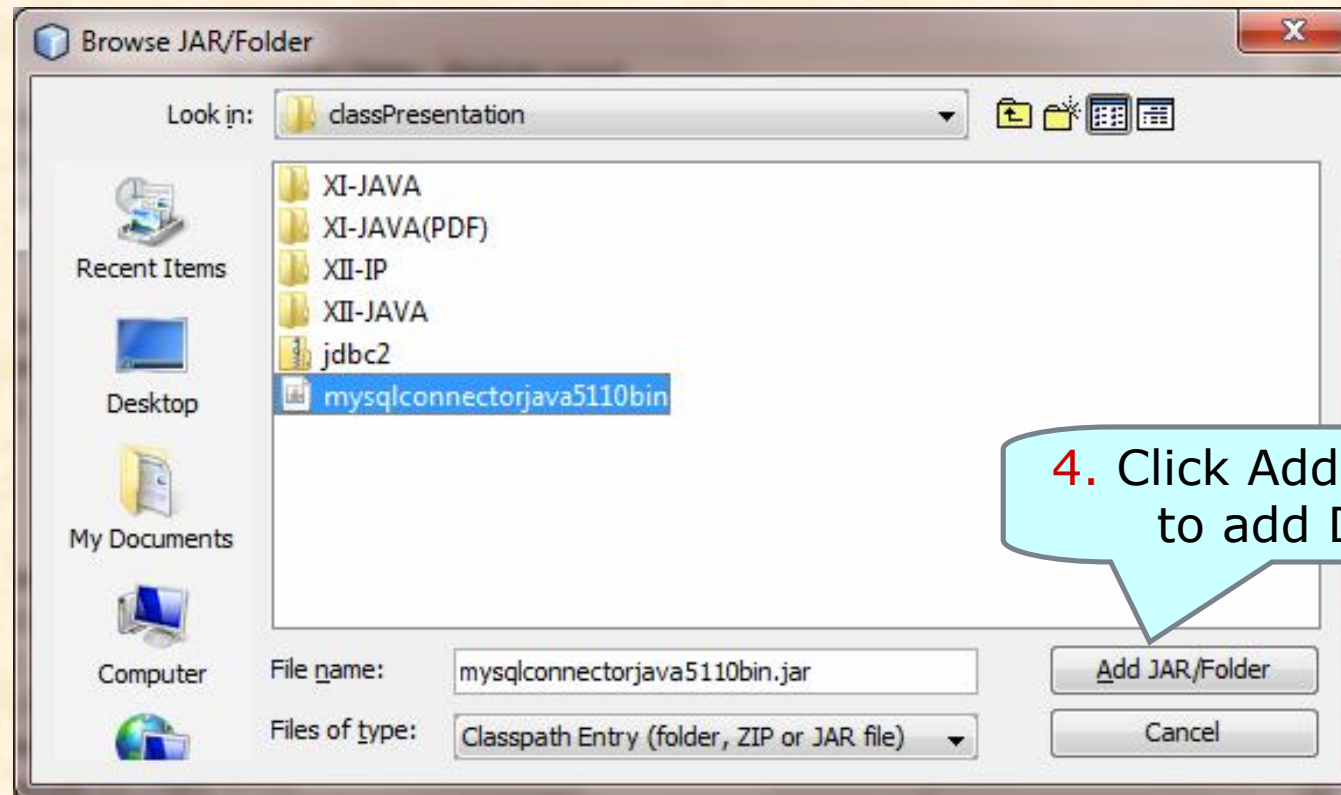 Browse JAR/Folder
Look in: classPresentation
XI-JAVA
XI-JAVA(PDF)
XII-IP
XII-JAVA
jdbc2
mysqlconnectorjava5110bin
Recent Items
Desktop
My Documents
Computer
4. Click Add
to add
File name: mysqlconnectorjava5110bin.jar
Add JAR/Folder
Files of type: Classpath Entry (folder, ZIP or JAR file)
Cancel